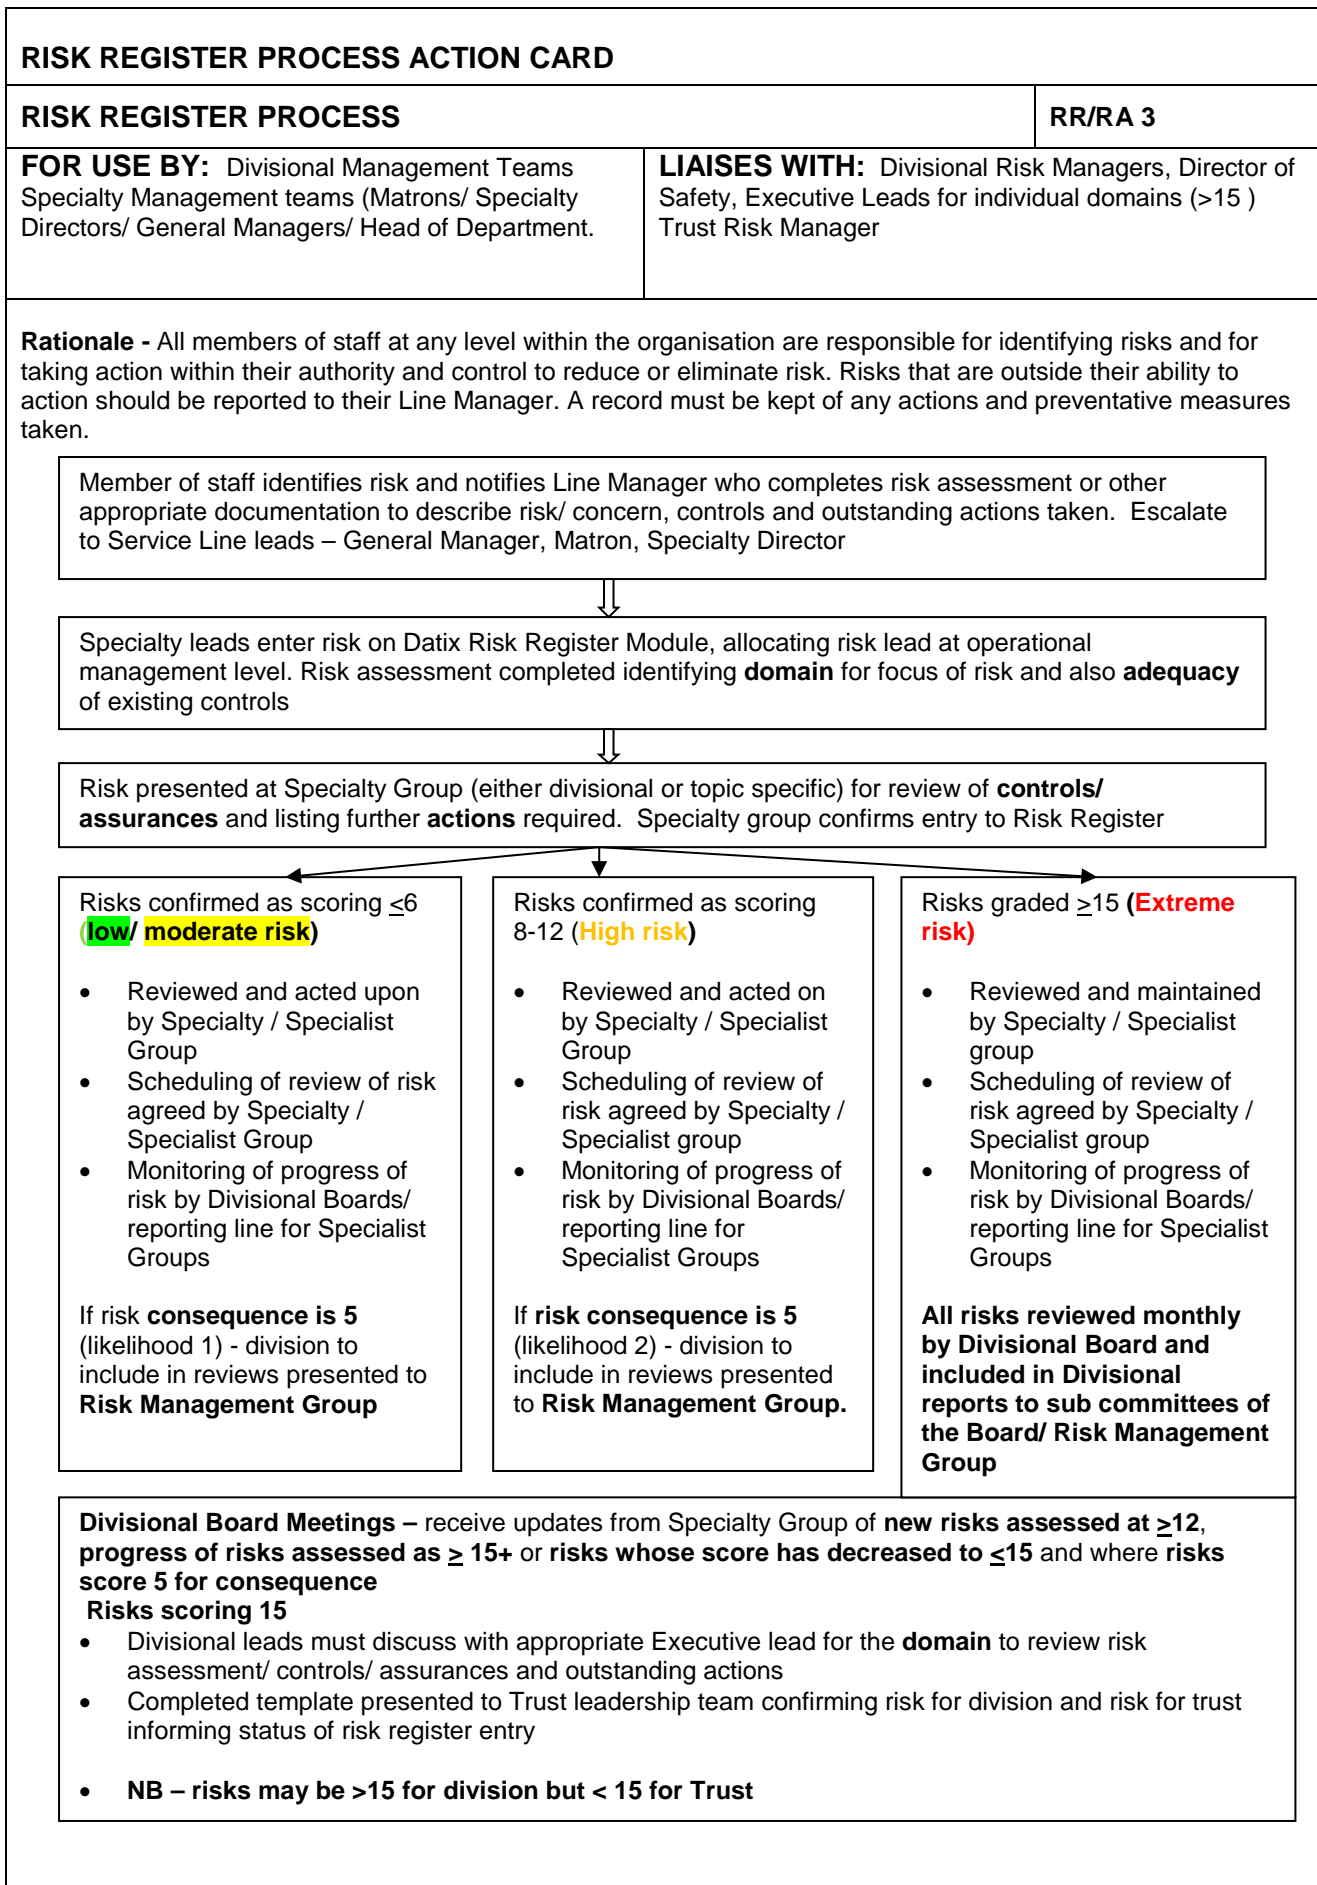 RISK REGISTER PROCESS ACTION CARD
RISK REGISTER PROCESS
RR/RA 3
FOR USE BY: Divisional Management Teams
Specialty Management teams (Matrons/ Specialty
Directors/ General Managers/ Head of Department.
LIAISES WITH: Divisional Risk Managers, Director of
Safety, Executive Leads for individual domains (>15 )
Trust Risk Manager
Rationale - All members of staff at any level within the organisation are responsible for identifying risks and for
taking action within their authority and control to reduce or eliminate risk. Risks that are outside their ability to
action should be reported to their Line Manager. A record must be kept of any actions and preventative measures
taken.
Member of staff identifies risk and notifies Line Manager who completes risk assessment or other
appropriate documentation to describe risk/ concern, controls and outstanding actions taken. Escalate
to Service Line leads – General Manager, Matron, Specialty Director
Specialty leads enter risk on Datix Risk Register Module, allocating risk lead at operational
management level. Risk assessment completed identifying domain for focus of risk and also adequacy
of existing controls
Risk presented at Specialty Group (either divisional or topic specific) for review of controls/
assurances and listing further actions required. Specialty group confirms entry to Risk Register
Risks confirmed as scoring <6
(low/ moderate risk)
• Reviewed and acted upon
by Specialty / Specialist
Group
• Scheduling of review of risk
agreed by Specialty /
Specialist Group
• Monitoring of progress of
risk by Divisional Boards/
reporting line for Specialist
Groups
If risk consequence is 5
(likelihood 1) - division to
include in reviews presented to
Risk Management Group
Risks confirmed as scoring
8-12 (High risk)
• Reviewed and acted on
by Specialty / Specialist
Group
• Scheduling of review of
risk agreed by Specialty /
Specialist group
• Monitoring of progress of
risk by Divisional Boards/
reporting line for
Specialist Groups
If risk consequence is 5
(likelihood 2) - division to
include in reviews presented
to Risk Management Group.
Risks graded >15 (Extreme
risk)
• Reviewed and maintained
by Specialty / Specialist
group
• Scheduling of review of
risk agreed by Specialty /
Specialist group
• Monitoring of progress of
risk by Divisional Boards/
reporting line for Specialist
Groups
All risks reviewed monthly
by Divisional Board and
included in Divisional
reports to sub committees of
the Board/ Risk Management
Group
Divisional Board Meetings – receive updates from Specialty Group of new risks assessed at >12,
progress of risks assessed as > 15+ or risks whose score has decreased to <15 and where risks
score 5 for consequence
Risks scoring 15
• Divisional leads must discuss with appropriate Executive lead for the domain to review risk
assessment/ controls/ assurances and outstanding actions
• Completed template presented to Trust leadership team confirming risk for division and risk for trust
informing status of risk register entry
• NB – risks may be >15 for division but < 15 for Trust